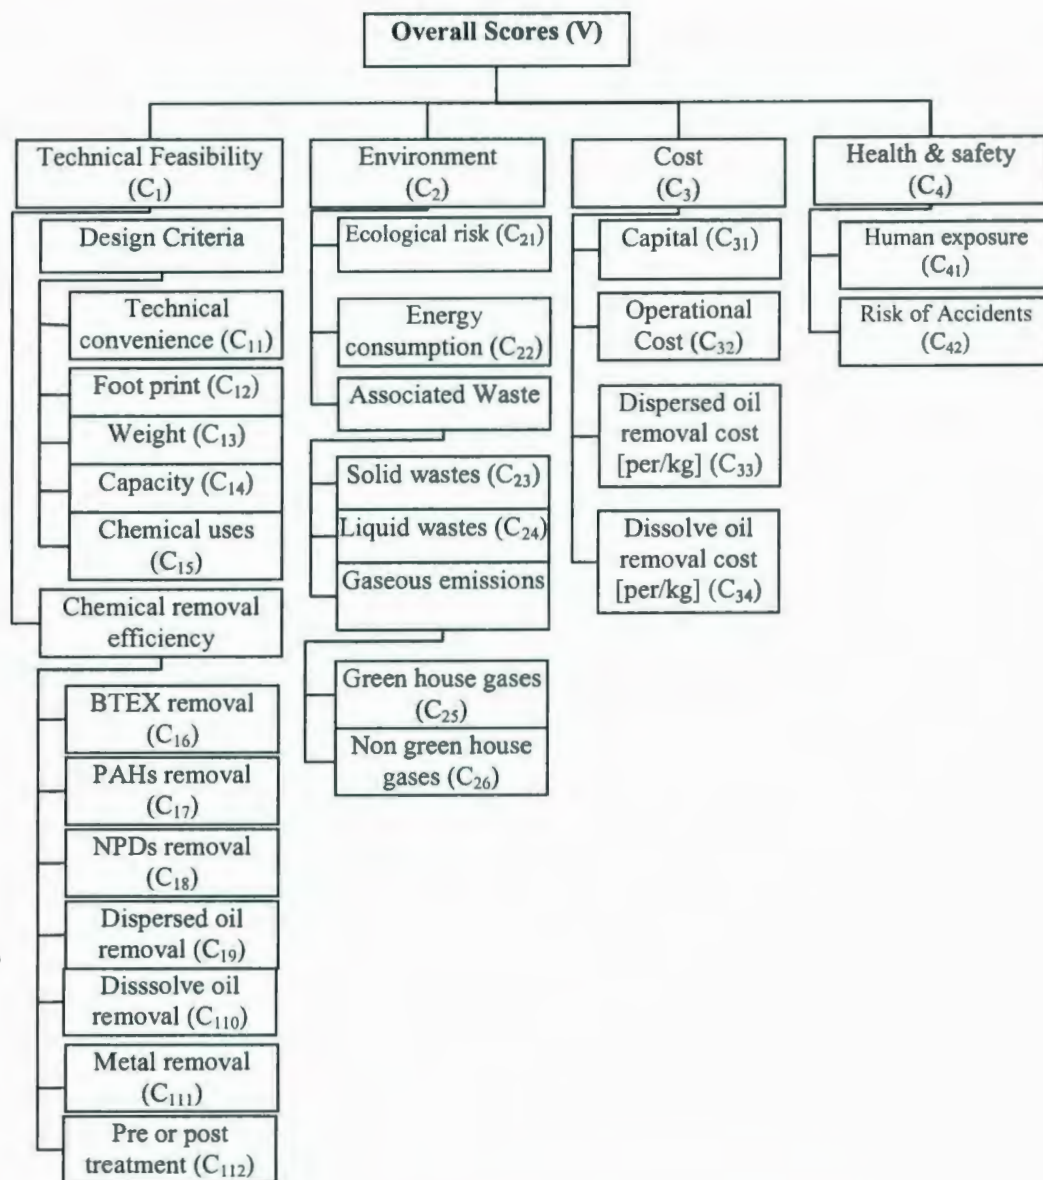 Overall Scores (V)
Technical Feasibility
(C₁)
Design Criteria
Technical
convenience (C₁₁)
Foot print (C₁₂)
Weight (C₁₃)
Capacity (C₁₄)
Chemical uses
(C₁₅)
Chemical removal
efficiency
BTEX removal
(C₁₆)
PAHs removal
(C₁₇)
NPDs removal
(C₁₈)
Dispersed oil
removal (C₁₉)
Disssolve oil
removal (C₁₁₀)
Metal removal
(C₁₁₁)
Pre or post
treatment (C₁₁₂)
Environment
(C₂)
Ecological risk (C₂₁)
Energy
consumption (C₂₂)
Associated Waste
Solid wastes (C₂₃)
Liquid wastes (C₂₄)
Gaseous emissions
Green house gases
(C₂₅)
Non green house
gases (C₂₆)
Cost
(C₃)
Capital (C₃₁)
Operational
Cost (C₃₂)
Dispersed oil
removal cost
[per/kg] (C₃₃)
Dissolve oil
removal cost
[per/kg] (C₃₄)
Health & safety
(C₄)
Human exposure
(C₄₁)
Risk of Accidents
(C₄₂)